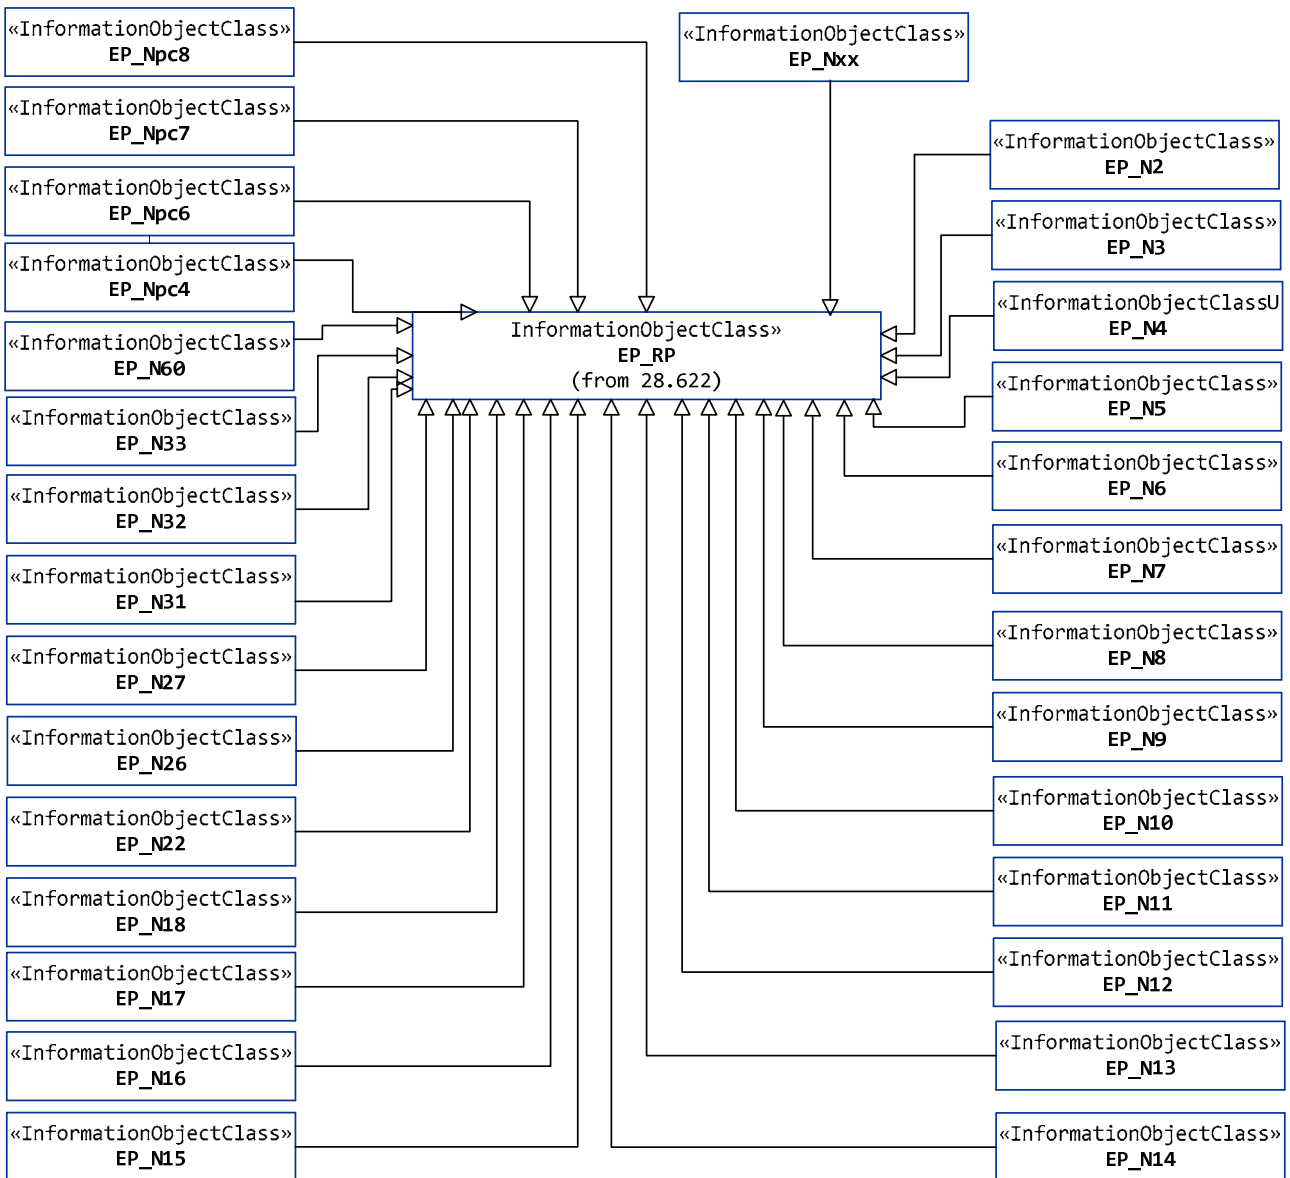 «InformationObjectClass»
EP_Npc8
«InformationObjectClass»
EP_Npc7
«InformationObjectClass»
EP_Npc6
«InformationObjectClass»
EP_Npc4
«InformationObjectClass»
EP_N60
«InformationObjectClass»
EP_N33
«InformationObjectClass»
EP_N32
«InformationObjectClass»
EP_N31
«InformationObjectClass»
EP_N27
«InformationObjectClass»
EP_N26
«InformationObjectClass»
EP_N22
«InformationObjectClass»
EP_N18
«InformationObjectClass»
EP_N17
«InformationObjectClass»
EP_N16
«InformationObjectClass»
EP_N15
«InformationObjectClass»
EP_Nxx
InformationObjectClass»
EP_RP
(from 28.622)
«InformationObjectClass»
EP_N2
«InformationObjectClass»
EP_N3
«InformationObjectClassU
EP_N4
«InformationObjectClass»
EP_N5
«InformationObjectClass»
EP_N6
«InformationObjectClass»
EP_N7
«InformationObjectClass»
EP_N8
«InformationObjectClass»
EP_N9
«InformationObjectClass»
EP_N10
«InformationObjectClass»
EP_N11
«InformationObjectClass»
EP_N12
«InformationObjectClass»
EP_N13
«InformationObjectClass»
EP_N14